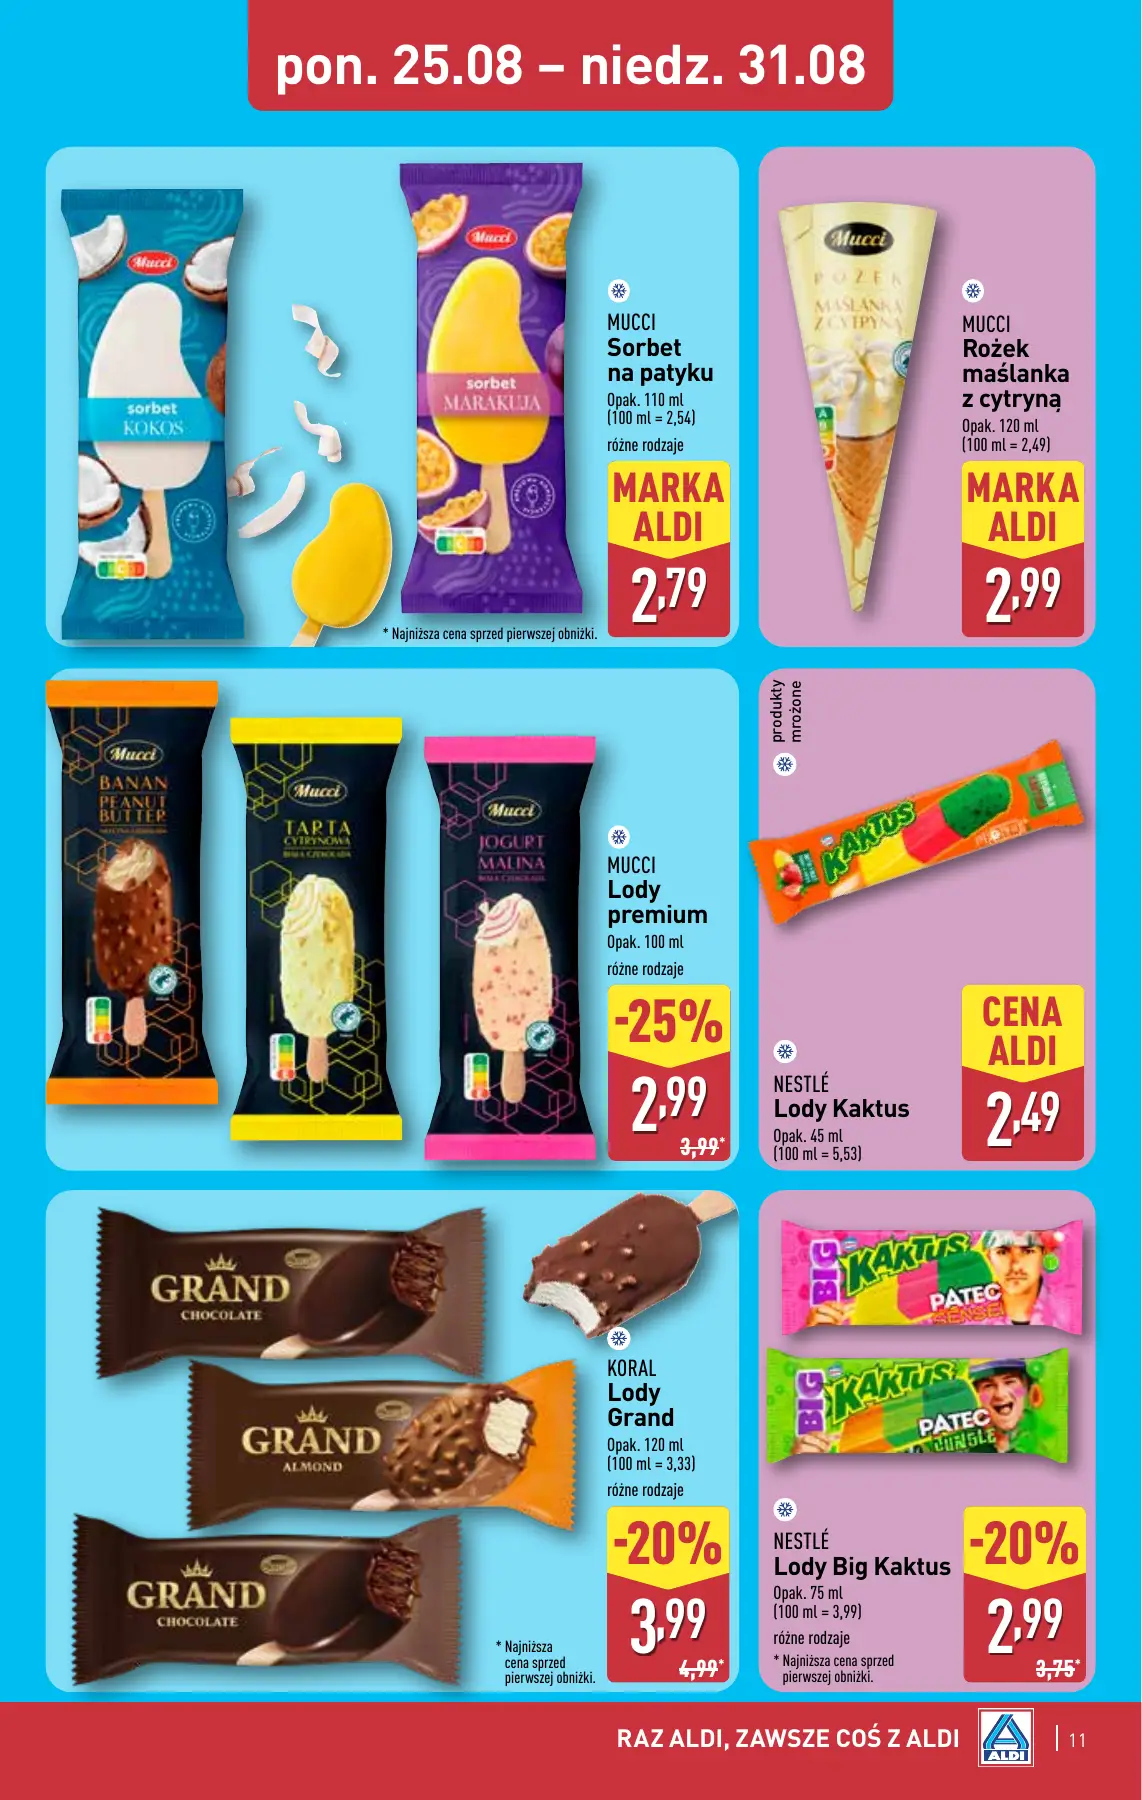 pon. 25.08 – niedz. 31.08
Mucci
sorbet
KOKOS
Mucci
sorbet
MARAKUJA
MUCCI
Sorbet
na patyku
Opak. 110 ml
(100 ml = 2,54)
różne rodzaje
MARKA
ALDI
2,79
* Najniższa cena sprzed pierwszej obniżki.
Mucci
ROŻEK
MAŚLANKA
Z CYTRYNĄ
MUCCI
Rożek
maślanka
z cytryną
Opak. 120 ml
(100 ml = 2,49)
MARKA
ALDI
2,99
Mucci
BANAN
PEANUT
BUTTER
Mucci
TARTA
CYTRYNOWA
BIAŁA CZEKOLADA
Mucci
JOGURT
MALINA
BIAŁA CZEKOLADA
MUCCI
Lody
premium
Opak. 100 ml
różne rodzaje
-25%
2,99
3,99*
produkty
mrożone
KAKTUS
NESTLÉ
Lody Kaktus
Opak. 45 ml
(100 ml = 5,53)
CENA
ALDI
2,49
GRAND
CHOCOLATE
GRAND
ALMOND
GRAND
CHOCOLATE
KORAL
Lody
Grand
Opak. 120 ml
(100 ml = 3,33)
różne rodzaje
-20%
3,99
4,99*
* Najniższa
cena sprzed
pierwszej obniżki.
BIG
KAKTUS
PATEC
SENSEI
BIG
KAKTUS
PATEC
JUNGLE
NESTLÉ
Lody Big Kaktus
Opak. 75 ml
(100 ml = 3,99)
różne rodzaje
* Najniższa cena sprzed
pierwszej obniżki.
-20%
2,99
3,75*
RAZ ALDI, ZAWSZE COŚ Z ALDI
ALDI
11